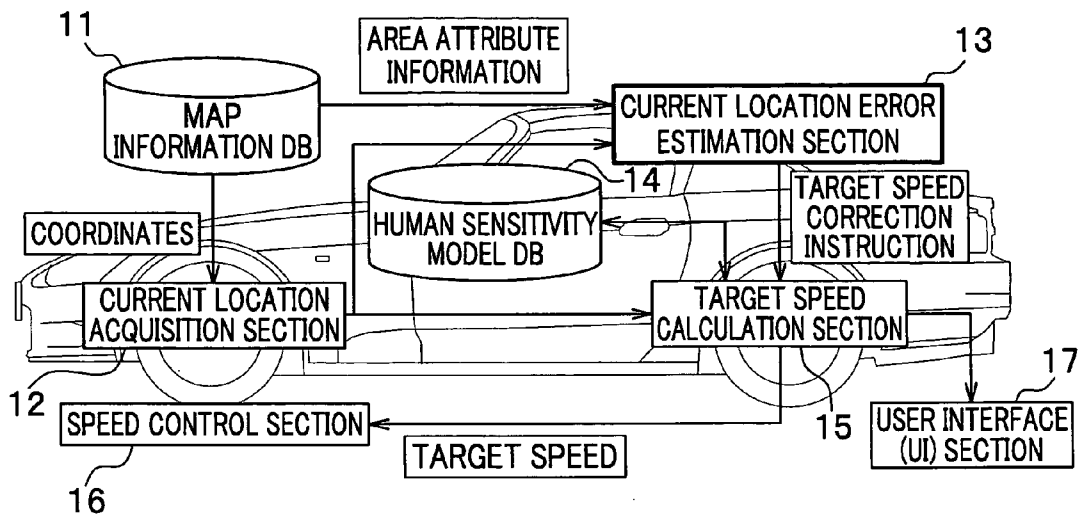 11
AREA ATTRIBUTE
INFORMATION
13
MAP
INFORMATION DB
CURRENT LOCATION ERROR
ESTIMATION SECTION
14
HUMAN SENSITIVITY
MODEL DB
TARGET SPEED
CORRECTION
INSTRUCTION
COORDINATES
CURRENT LOCATION
ACQUISITION SECTION
TARGET SPEED
CALCULATION SECTION
12
15
17
SPEED CONTROL SECTION
TARGET SPEED
USER INTERFACE
(UI) SECTION
16